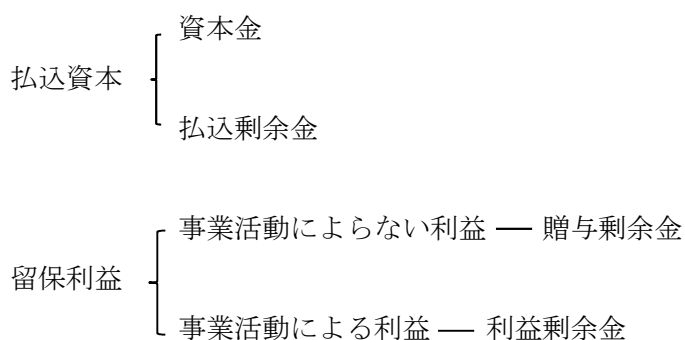 資本金
払込資本
払込剰余金
事業活動によらない利益 ― 贈与剰余金
留保利益
事業活動による利益 ― 利益剰余金